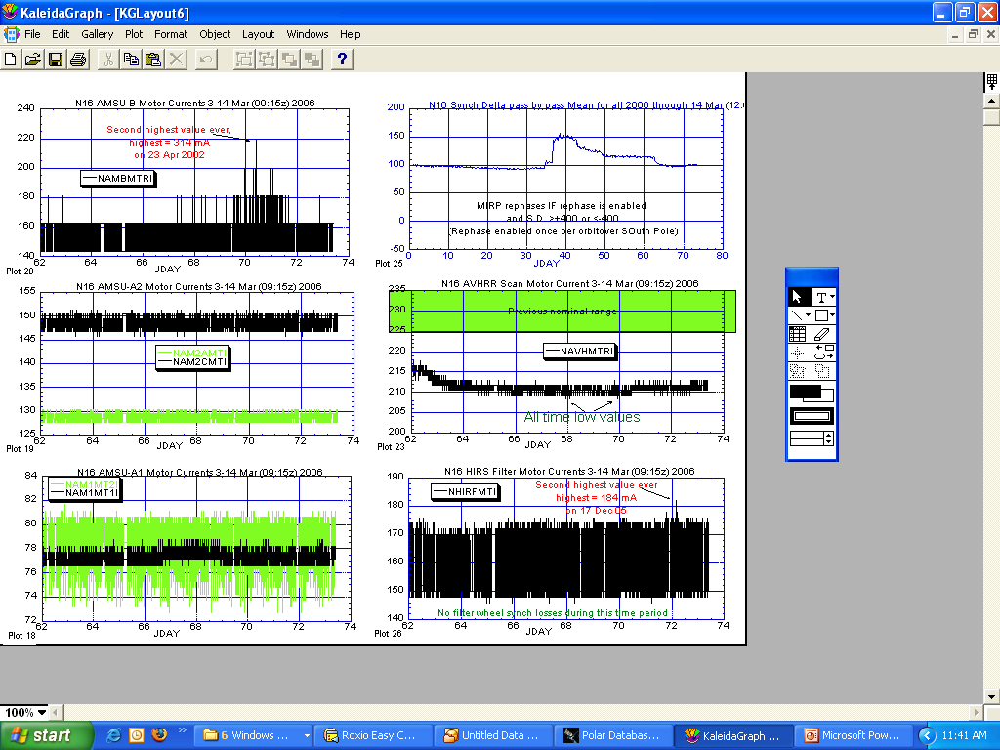 KaleidaGraph - [KGLayout6]
File Edit Gallery Plot Format Object Layout Windows Help
N16 AMSU-B Motor Currents 3-14 Mar (09:15z) 2006
240
220
200
180
160
140
Second highest value ever,
highest = 314 mA
on 23 Apr 2002
NAMBMTRI
62 64 66 68 70 72 74
JDAY
Plot 20
N16 Synch Delta pass by pass Mean for all 2006 through 14 Mar (12:
200
150
100
50
0
-50
MIRP rephases IF rephase is enabled
and S.D. >+400 or <-400
(Rephase enabled once per orbitover SOuth Pole)
0 10 20 30 40 50 60 70 80
JDAY
Plot 25
N16 AMSU-A2 Motor Currents 3-14 Mar (09:15z) 2006
155
150
145
140
135
130
125
NAM2AMTI
NAM2CMTI
62 64 66 68 70 72 74
JDAY
Plot 19
N16 AVHRR Scan Motor Current 3-14 Mar (09:15z) 2006
235
230
225
220
215
210
205
200
Previous nominal range
NAVHMTRI
All time low values
62 64 66 68 70 72 74
JDAY
Plot 23
N16 AMSU-A1 Motor Currents 3-14 Mar (09:15z) 2006
84
82
80
78
76
74
72
NAM1MT2I
NAM1MT1I
62 64 66 68 70 72 74
JDAY
Plot 18
N16 HIRS Filter Motor Currents 3-14 Mar (09:15z) 2006
190
180
170
160
150
140
NHIRFMTI
Second highest value ever
highest = 184 mA
on 17 Dec 05
No filter wheel synch losses during this time period
62 64 66 68 70 72 74
JDAY
Plot 26
T
100%
start
6 Windows ...
Roxio Easy C...
Untitled Data ...
Polar Databas...
KaleidaGraph ...
Microsoft Pow...
11:41 AM